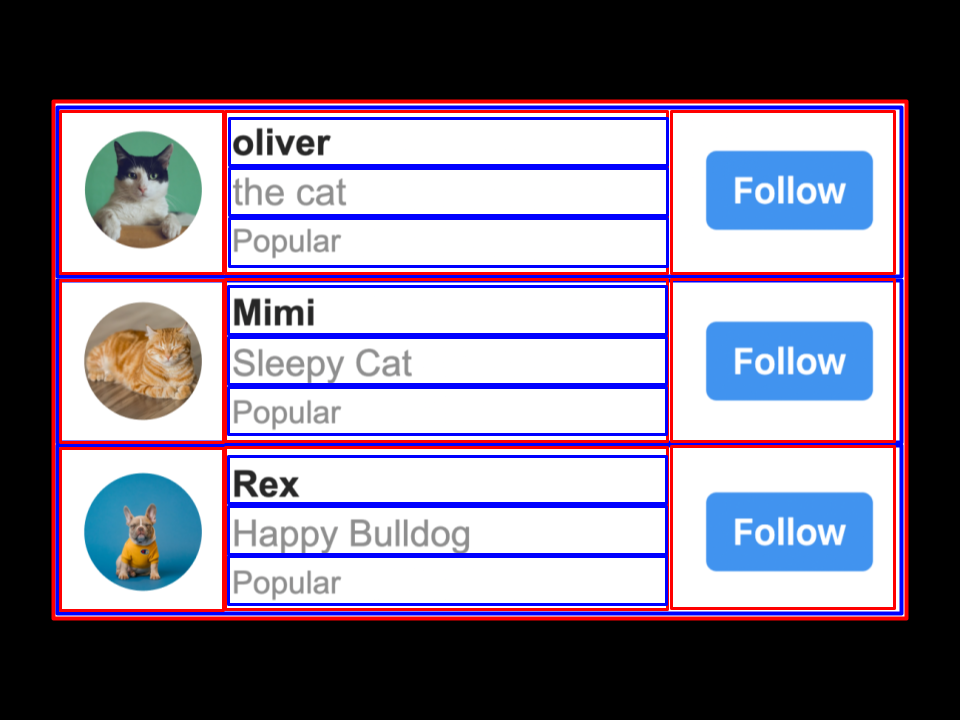 oliver
the cat
Popular
Follow
Mimi
Sleepy Cat
Popular
Follow
Rex
Happy Bulldog
Popular
Follow